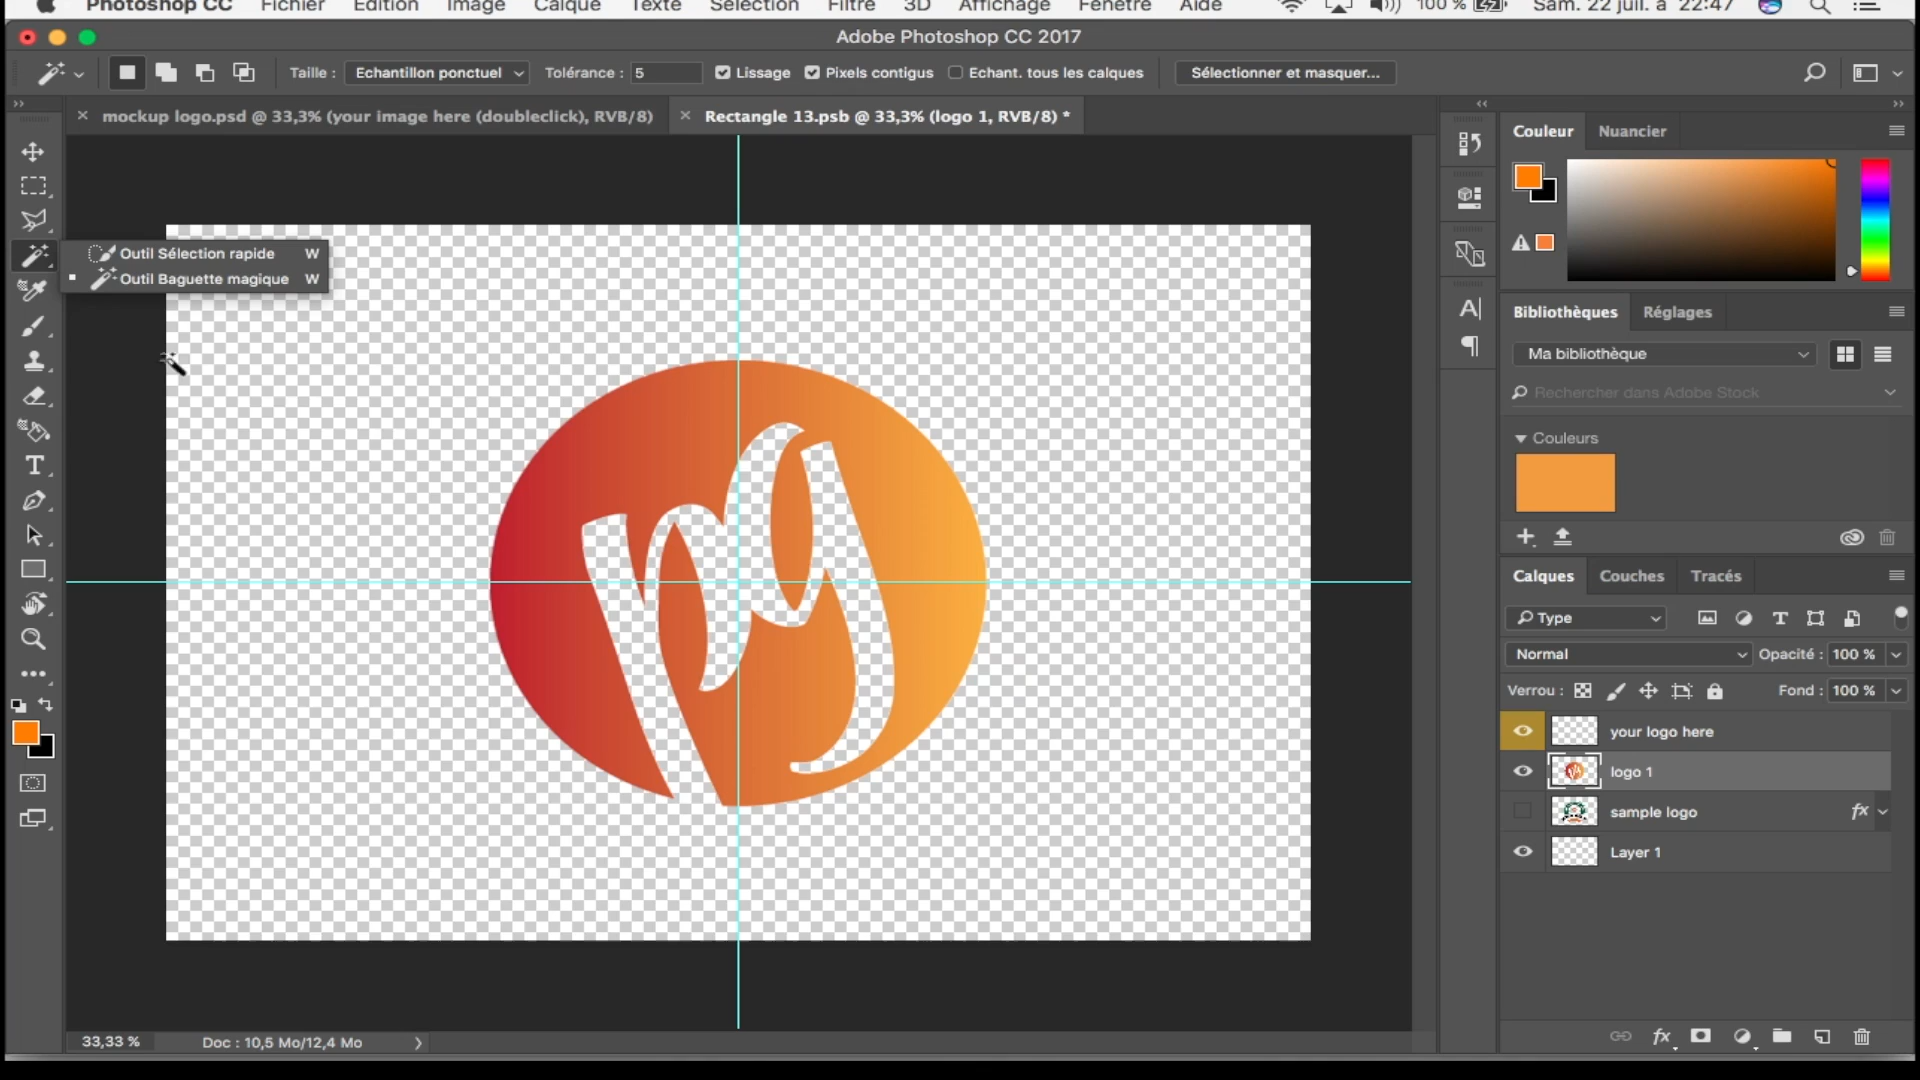 Photoshop CC Fichier Edition Image Calque Texte Sélection Filtre 3D Affichage Fenêtre Aide 100 % Sam. 22 juil. à 22:47
Adobe Photoshop CC 2017
Taille : Echantillon ponctuel Tolérance : 5 Lissage Pixels contigus Echant. tous les calques Sélectionner et masquer...
mockup logo.psd @ 33,3% (your image here (doubleclick), RVB/8) Rectangle 13.psb @ 33,3% (logo 1, RVB/8) *
Outil Sélection rapide W
Outil Baguette magique W
33,33 % Doc : 10,5 Mo/12,4 Mo
Couleur Nuancier
Bibliothèques Réglages
Ma bibliothèque
Rechercher dans Adobe Stock
Couleurs
Calques Couches Tracés
Type
Normal Opacité : 100 %
Verrou : Fond : 100 %
your logo here
logo 1
sample logo fx
Layer 1
fx